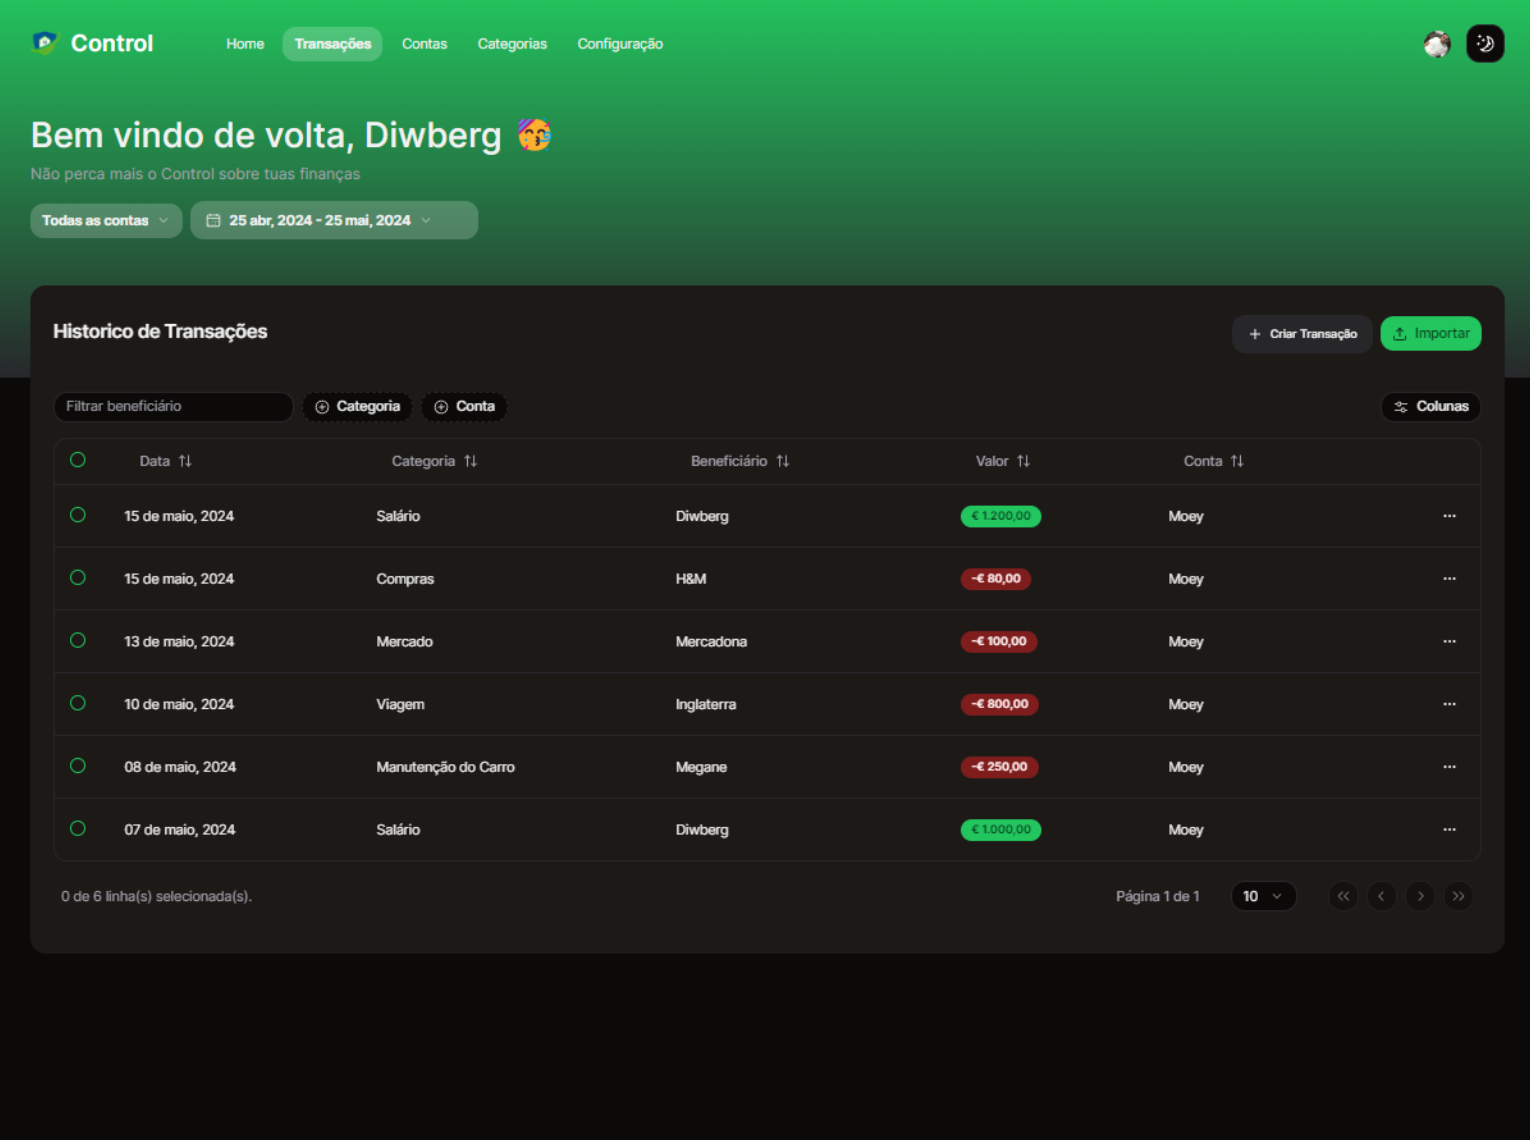 Control
Home Transações Contas Categorias Configuração
Bem vindo de volta, Diwberg 🥳
Não perca mais o Control sobre tuas finanças
Todas as contas 25 abr, 2024 - 25 mai, 2024
Historico de Transações
Criar Transação Importar
Filtrar beneficiário Categoria Conta Colunas
Data Categoria Beneficiário Valor Conta
15 de maio, 2024 Salário Diwberg € 1.200,00 Moey
15 de maio, 2024 Compras H&M -€ 80,00 Moey
13 de maio, 2024 Mercado Mercadona -€ 100,00 Moey
10 de maio, 2024 Viagem Inglaterra -€ 800,00 Moey
08 de maio, 2024 Manutenção do Carro Megane -€ 250,00 Moey
07 de maio, 2024 Salário Diwberg € 1.000,00 Moey
0 de 6 linha(s) selecionada(s). Página 1 de 1 10